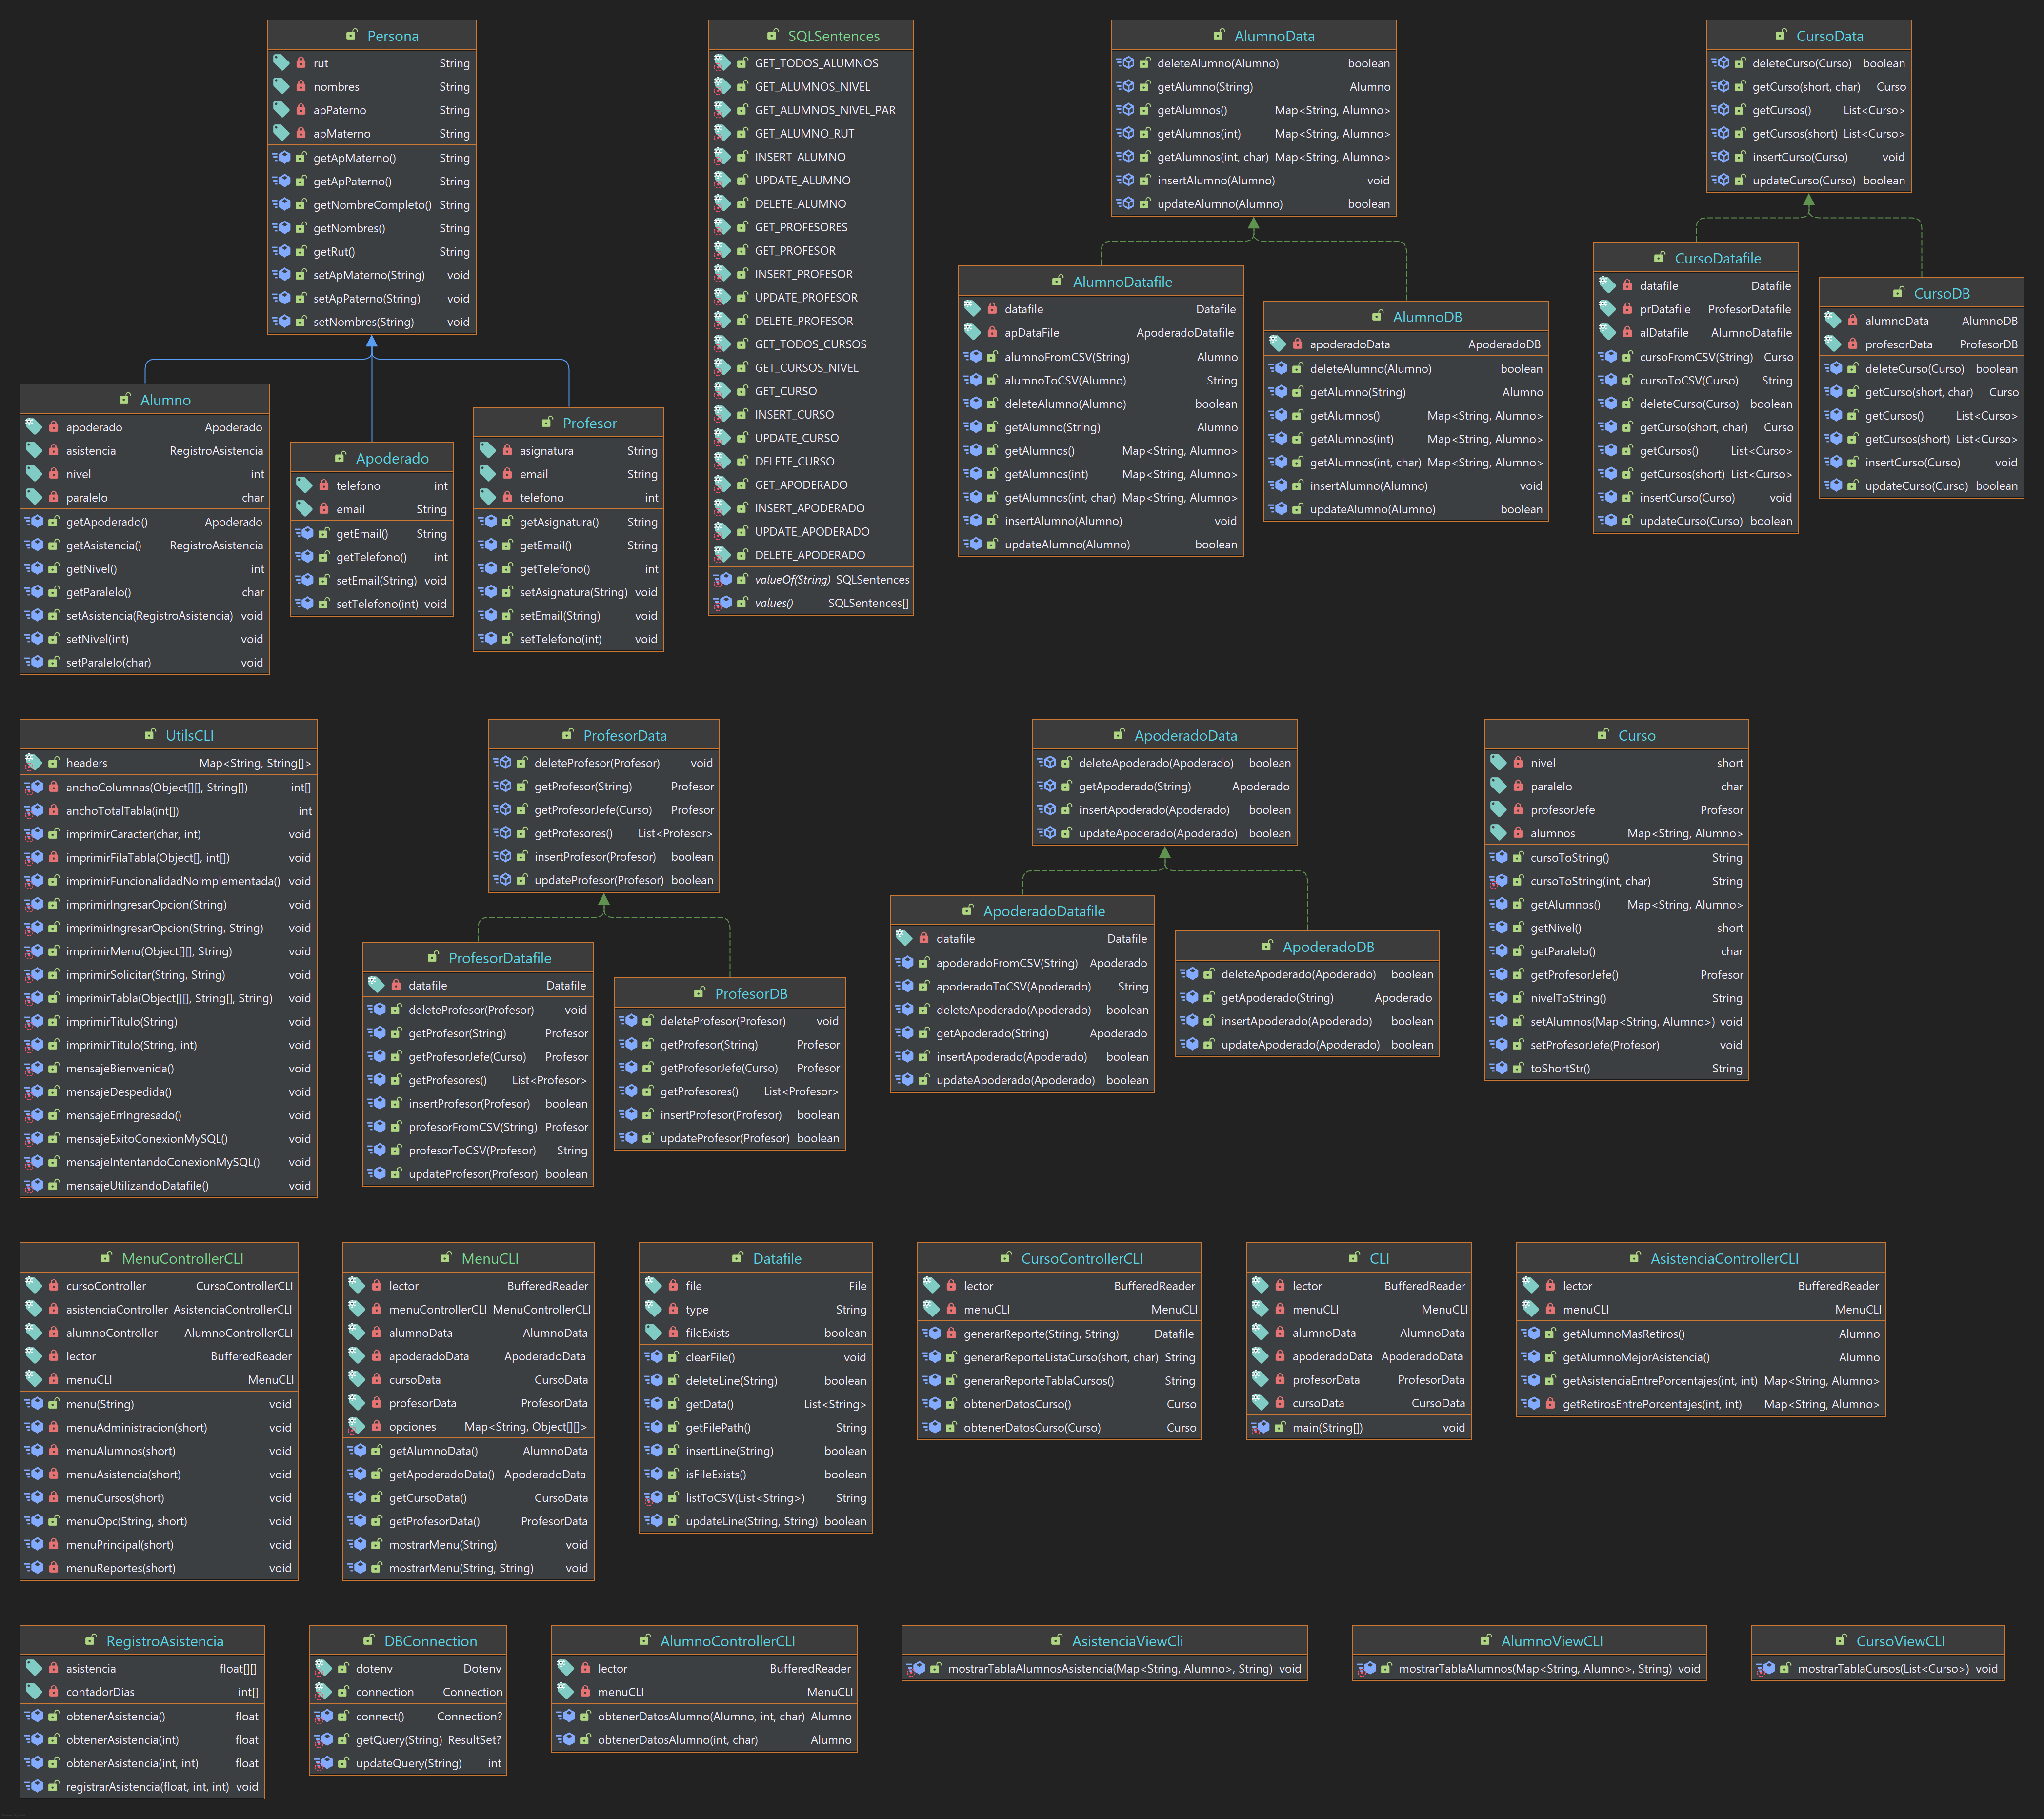 Persona
rut String
nombres String
apPaterno String
apMaterno String
getApMaterno() String
getApPaterno() String
getNombreCompleto() String
getNombres() String
getRut() String
setApMaterno(String) void
setApPaterno(String) void
setNombres(String) void
Alumno
apoderado Apoderado
asistencia RegistroAsistencia
nivel int
paralelo char
getApoderado() Apoderado
getAsistencia() RegistroAsistencia
getNivel() int
getParalelo() char
setAsistencia(RegistroAsistencia) void
setNivel(int) void
setParalelo(char) void
Apoderado
telefono int
email String
getEmail() String
getTelefono() int
setEmail(String) void
setTelefono(int) void
Profesor
asignatura String
email String
telefono int
getAsignatura() String
getEmail() String
getTelefono() int
setAsignatura(String) void
setEmail(String) void
setTelefono(int) void
SQLSentences
GET_TODOS_ALUMNOS
GET_ALUMNOS_NIVEL
GET_ALUMNOS_NIVEL_PAR
GET_ALUMNO_RUT
INSERT_ALUMNO
UPDATE_ALUMNO
DELETE_ALUMNO
GET_PROFESORES
GET_PROFESOR
INSERT_PROFESOR
UPDATE_PROFESOR
DELETE_PROFESOR
GET_TODOS_CURSOS
GET_CURSOS_NIVEL
GET_CURSO
INSERT_CURSO
UPDATE_CURSO
DELETE_CURSO
GET_APODERADO
INSERT_APODERADO
UPDATE_APODERADO
DELETE_APODERADO
valueOf(String) SQLSentences
values() SQLSentences[]
AlumnoData
deleteAlumno(Alumno) boolean
getAlumno(String) Alumno
getAlumnos() Map<String, Alumno>
getAlumnos(int) Map<String, Alumno>
getAlumnos(int, char) Map<String, Alumno>
insertAlumno(Alumno) void
updateAlumno(Alumno) boolean
AlumnoDatafile
datafile Datafile
apDataFile ApoderadoDatafile
alumnoFromCSV(String) Alumno
alumnoToCSV(Alumno) String
deleteAlumno(Alumno) boolean
getAlumno(String) Alumno
getAlumnos() Map<String, Alumno>
getAlumnos(int) Map<String, Alumno>
getAlumnos(int, char) Map<String, Alumno>
insertAlumno(Alumno) void
updateAlumno(Alumno) boolean
AlumnoDB
apoderadoData ApoderadoDB
deleteAlumno(Alumno) boolean
getAlumno(String) Alumno
getAlumnos() Map<String, Alumno>
getAlumnos(int) Map<String, Alumno>
getAlumnos(int, char) Map<String, Alumno>
insertAlumno(Alumno) void
updateAlumno(Alumno) boolean
CursoData
deleteCurso(Curso) boolean
getCurso(short, char) Curso
getCursos() List<Curso>
getCursos(short) List<Curso>
insertCurso(Curso) void
updateCurso(Curso) boolean
CursoDatafile
datafile Datafile
prDatafile ProfesorDatafile
alDatafile AlumnoDatafile
cursoFromCSV(String) Curso
cursoToCSV(Curso) String
deleteCurso(Curso) boolean
getCurso(short, char) Curso
getCursos() List<Curso>
getCursos(short) List<Curso>
insertCurso(Curso) void
updateCurso(Curso) boolean
CursoDB
alumnoData AlumnoDB
profesorData ProfesorDB
deleteCurso(Curso) boolean
getCurso(short, char) Curso
getCursos() List<Curso>
getCursos(short) List<Curso>
insertCurso(Curso) void
updateCurso(Curso) boolean
UtilsCLI
headers Map<String, String[]>
anchoColumnas(Object[][], String[]) int[]
anchoTotalTabla(int[]) int
imprimirCaracter(char, int) void
imprimirFilaTabla(Object[], int[]) void
imprimirFuncionalidadNoImplementada() void
imprimirIngresarOpcion(String) void
imprimirIngresarOpcion(String, String) void
imprimirMenu(Object[][], String) void
imprimirSolicitar(String, String) void
imprimirTabla(Object[][], String[], String) void
imprimirTitulo(String) void
imprimirTitulo(String, int) void
mensajeBienvenida() void
mensajeDespedida() void
mensajeErrIngresado() void
mensajeExitoConexionMySQL() void
mensajeIntentandoConexionMySQL() void
mensajeUtilizandoDatafile() void
ProfesorData
deleteProfesor(Profesor) void
getProfesor(String) Profesor
getProfesorJefe(Curso) Profesor
getProfesores() List<Profesor>
insertProfesor(Profesor) boolean
updateProfesor(Profesor) boolean
ProfesorDatafile
datafile Datafile
deleteProfesor(Profesor) void
getProfesor(String) Profesor
getProfesorJefe(Curso) Profesor
getProfesores() List<Profesor>
insertProfesor(Profesor) boolean
profesorFromCSV(String) Profesor
profesorToCSV(Profesor) String
updateProfesor(Profesor) boolean
ProfesorDB
deleteProfesor(Profesor) void
getProfesor(String) Profesor
getProfesorJefe(Curso) Profesor
getProfesores() List<Profesor>
insertProfesor(Profesor) boolean
updateProfesor(Profesor) boolean
ApoderadoData
deleteApoderado(Apoderado) boolean
getApoderado(String) Apoderado
insertApoderado(Apoderado) boolean
updateApoderado(Apoderado) boolean
ApoderadoDatafile
datafile Datafile
apoderadoFromCSV(String) Apoderado
apoderadoToCSV(Apoderado) String
deleteApoderado(Apoderado) boolean
getApoderado(String) Apoderado
insertApoderado(Apoderado) boolean
updateApoderado(Apoderado) boolean
ApoderadoDB
deleteApoderado(Apoderado) boolean
getApoderado(String) Apoderado
insertApoderado(Apoderado) boolean
updateApoderado(Apoderado) boolean
Curso
nivel short
paralelo char
profesorJefe Profesor
alumnos Map<String, Alumno>
cursoToString() String
cursoToString(int, char) String
getAlumnos() Map<String, Alumno>
getNivel() short
getParalelo() char
getProfesorJefe() Profesor
nivelToString() String
setAlumnos(Map<String, Alumno>) void
setProfesorJefe(Profesor) void
toShortStr() String
MenuControllerCLI
cursoController CursoControllerCLI
asistenciaController AsistenciaControllerCLI
alumnoController AlumnoControllerCLI
lector BufferedReader
menuCLI MenuCLI
menu(String) void
menuAdministracion(short) void
menuAlumnos(short) void
menuAsistencia(short) void
menuCursos(short) void
menuOpc(String, short) void
menuPrincipal(short) void
menuReportes(short) void
MenuCLI
lector BufferedReader
menuControllerCLI MenuControllerCLI
alumnoData AlumnoData
apoderadoData ApoderadoData
cursoData CursoData
profesorData ProfesorData
opciones Map<String, Object[][]>
getAlumnoData() AlumnoData
getApoderadoData() ApoderadoData
getCursoData() CursoData
getProfesorData() ProfesorData
mostrarMenu(String) void
mostrarMenu(String, String) void
Datafile
file File
type String
fileExists boolean
clearFile() void
deleteLine(String) boolean
getData() List<String>
getFilePath() String
insertLine(String) boolean
isFileExists() boolean
listToCSV(List<String>) String
updateLine(String, String) boolean
CursoControllerCLI
lector BufferedReader
menuCLI MenuCLI
generarReporte(String, String) Datafile
generarReporteListaCurso(short, char) String
generarReporteTablaCursos() String
obtenerDatosCurso() Curso
obtenerDatosCurso(Curso) Curso
CLI
lector BufferedReader
menuCLI MenuCLI
alumnoData AlumnoData
apoderadoData ApoderadoData
profesorData ProfesorData
cursoData CursoData
main(String[]) void
AsistenciaControllerCLI
lector BufferedReader
menuCLI MenuCLI
getAlumnoMasRetiros() Alumno
getAlumnoMejorAsistencia() Alumno
getAsistenciaEntrePorcentajes(int, int) Map<String, Alumno>
getRetirosEntrePorcentajes(int, int) Map<String, Alumno>
RegistroAsistencia
asistencia float[][]
contadorDias int[]
obtenerAsistencia() float
obtenerAsistencia(int) float
obtenerAsistencia(int, int) float
registrarAsistencia(float, int, int) void
DBConnection
dotenv Dotenv
connection Connection
connect() Connection?
getQuery(String) ResultSet?
updateQuery(String) int
AlumnoControllerCLI
lector BufferedReader
menuCLI MenuCLI
obtenerDatosAlumno(Alumno, int, char) Alumno
obtenerDatosAlumno(int, char) Alumno
AsistenciaViewCli
mostrarTablaAlumnosAsistencia(Map<String, Alumno>, String) void
AlumnoViewCLI
mostrarTablaAlumnos(Map<String, Alumno>, String) void
CursoViewCLI
mostrarTablaCursos(List<Curso>) void